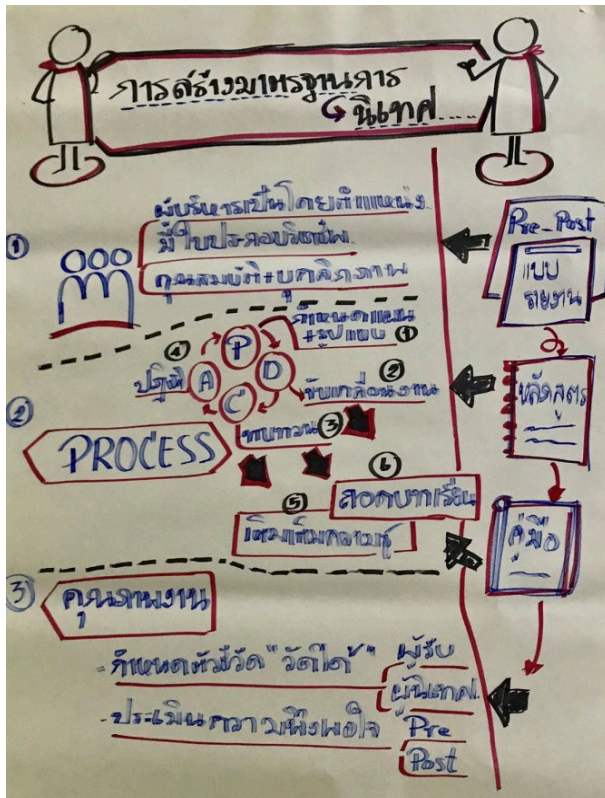 การสร้างมาตรฐานการ
นิเทศ.....
①
ผู้บริหารเป็นโดยตำแหน่ง
มีใบประกอบวิชาชีพ
คุณสมบัติ+บุคลิกภาพ
Pre-Post
แบบ
รายงาน
②
PROCESS
P
D
C
A
กำหนดแผน
+รูปแบบ ①
② ขับเคลื่อนงาน
ทบทวน ③
④ ปฏิบัติ
⑤ เติมเต็มความรู้
⑥ ถอดบทเรียน
หลักสูตร
คู่มือ
③ คุณภาพงาน
- กำหนดตัวชี้วัด "วัดได้" ผู้รับ
ผู้นิเทศ
- ประเมินความพึงพอใจ Pre
Post